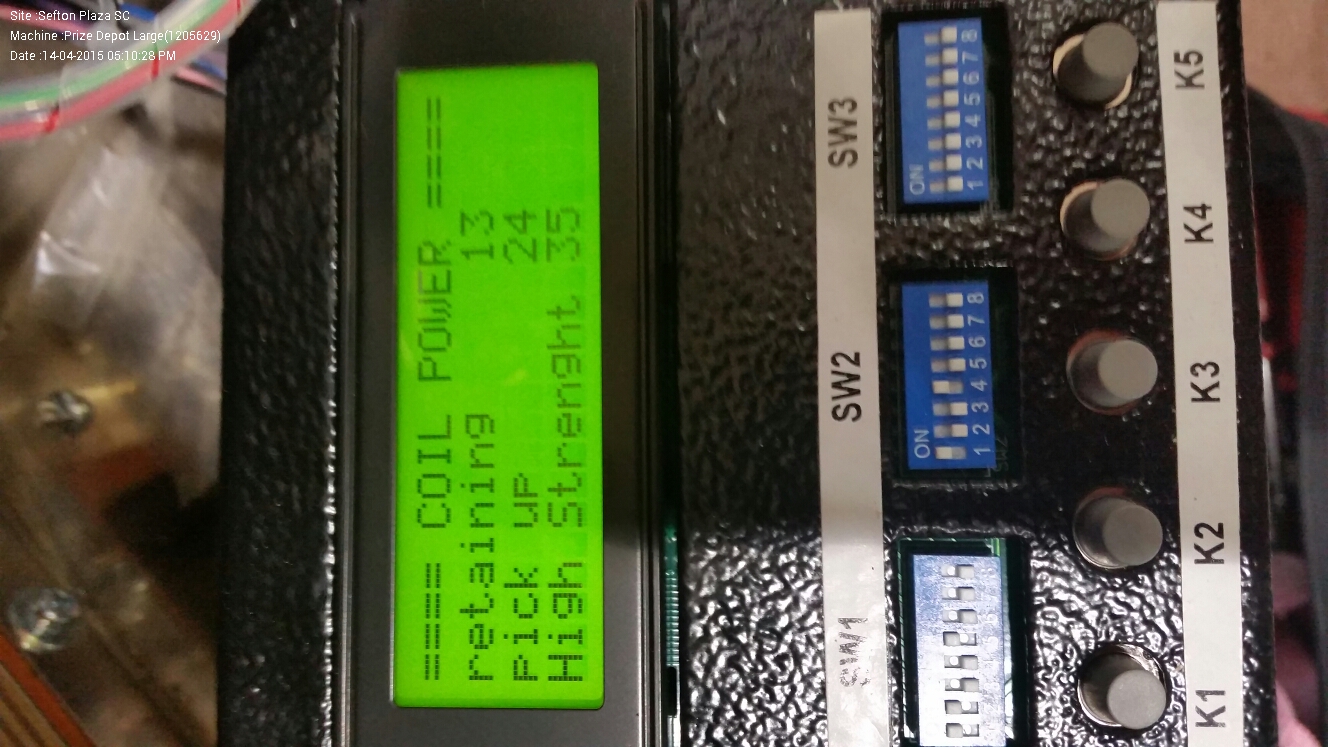 Site :Sefton Plaza SC
Machine :Prize Depot Large(1205629)
Date :14-04-2015 05:10:28 PM
==== COIL POWER ====
retaining 13
Pick UP 24
High Strenght 35
SW1 SW2 SW3
ON
1 2 3 4 5 6 7 8
ON
1 2 3 4 5 6 7 8
K1 K2 K3 K4 K5